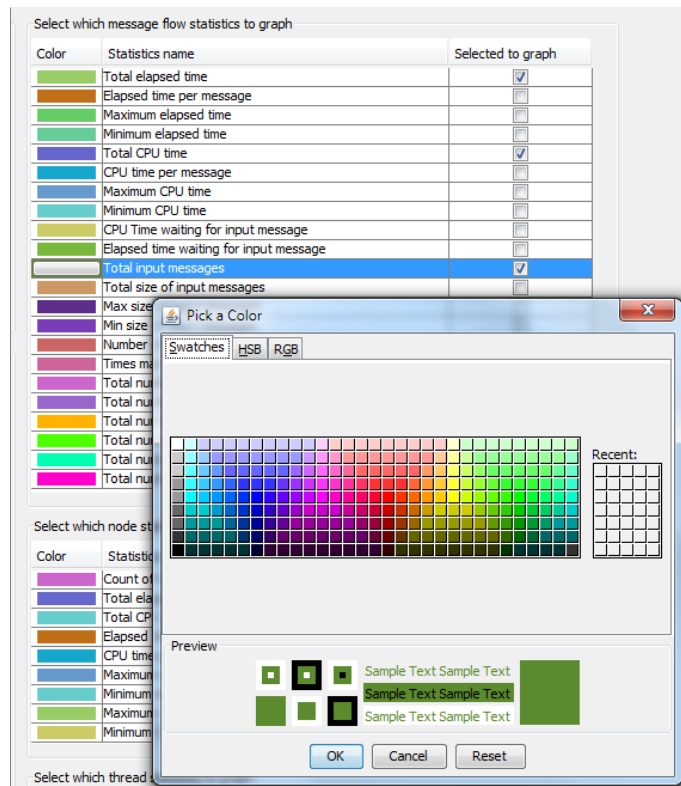 Select which message flow statistics to graph
Color Statistics name Selected to graph
Total elapsed time
Elapsed time per message
Maximum elapsed time
Minimum elapsed time
Total CPU time
CPU time per message
Maximum CPU time
Minimum CPU time
CPU Time waiting for input message
Elapsed time waiting for input message
Total input messages
Total size of input messages
Max size
Min size
Number
Times ma
Total nu
Total nu
Total nu
Total nu
Total nu
Total nu
Pick a Color
Swatches HSB RGB
Recent:
Preview
Sample Text Sample Text
Sample Text Sample Text
Sample Text Sample Text
OK Cancel Reset
Select which node st
Color Statistic
Count of
Total ela
Total CP
Elapsed
CPU time
Maximum
Minimum
Maximum
Minimum
Select which thread